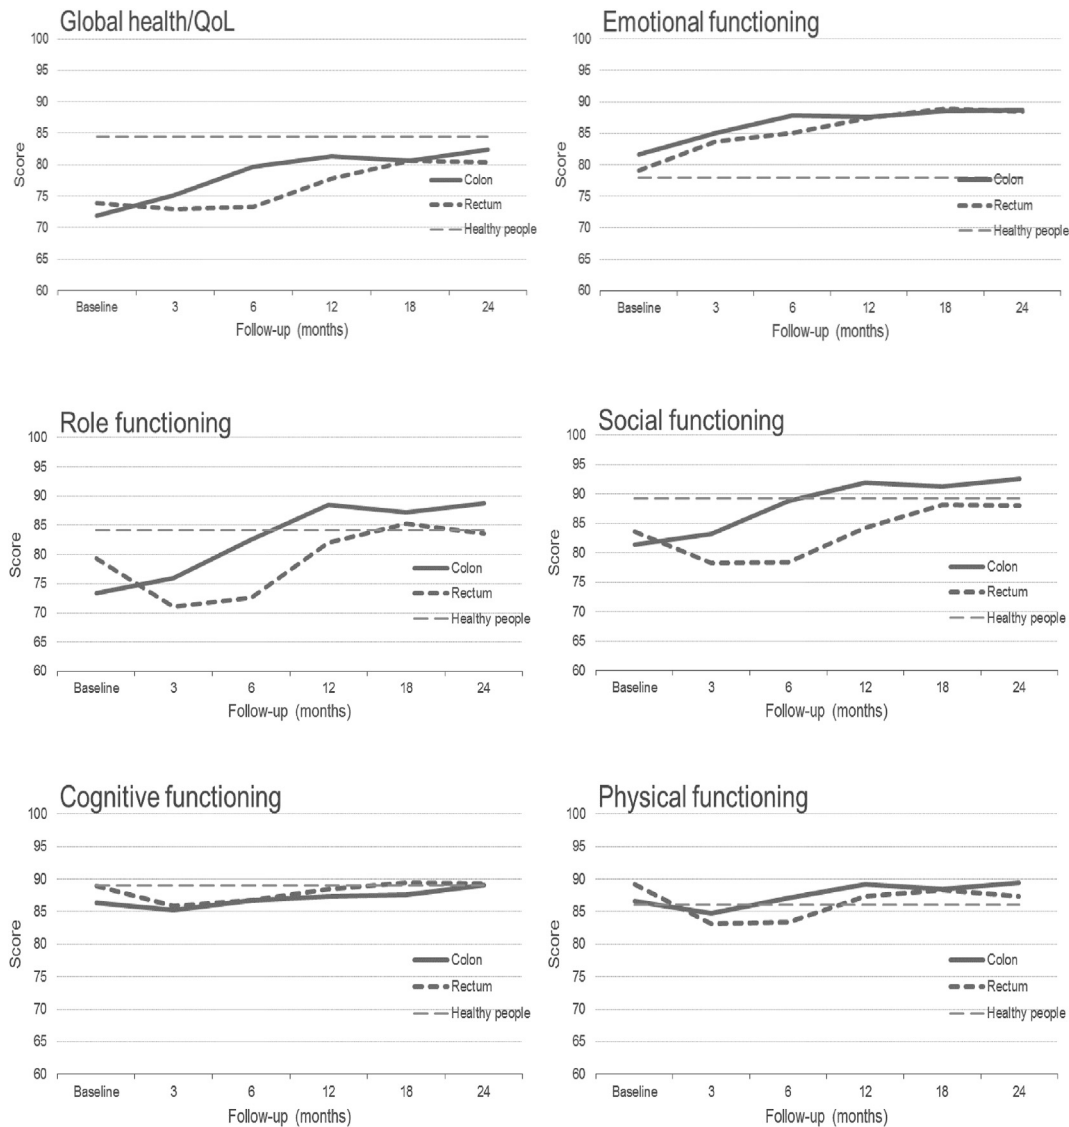 Global health/QoL
100
95
90
85
80
75
70
65
60
Score
Colon
Rectum
Healthy people
Baseline 3 6 12 18 24
Follow-up (months)
Emotional functioning
100
95
90
85
80
75
70
65
60
Score
Colon
Rectum
Healthy people
Baseline 3 6 12 18 24
Follow-up (months)
Role functioning
100
95
90
85
80
75
70
65
60
Score
Colon
Rectum
Healthy people
Baseline 3 6 12 18 24
Follow-up (months)
Social functioning
100
95
90
85
80
75
70
65
60
Score
Colon
Rectum
Healthy people
Baseline 3 6 12 18 24
Follow-up (months)
Cognitive functioning
100
95
90
85
80
75
70
65
60
Score
Colon
Rectum
Healthy people
Baseline 3 6 12 18 24
Follow-up (months)
Physical functioning
100
95
90
85
80
75
70
65
60
Score
Colon
Rectum
Healthy people
Baseline 3 6 12 18 24
Follow-up (months)